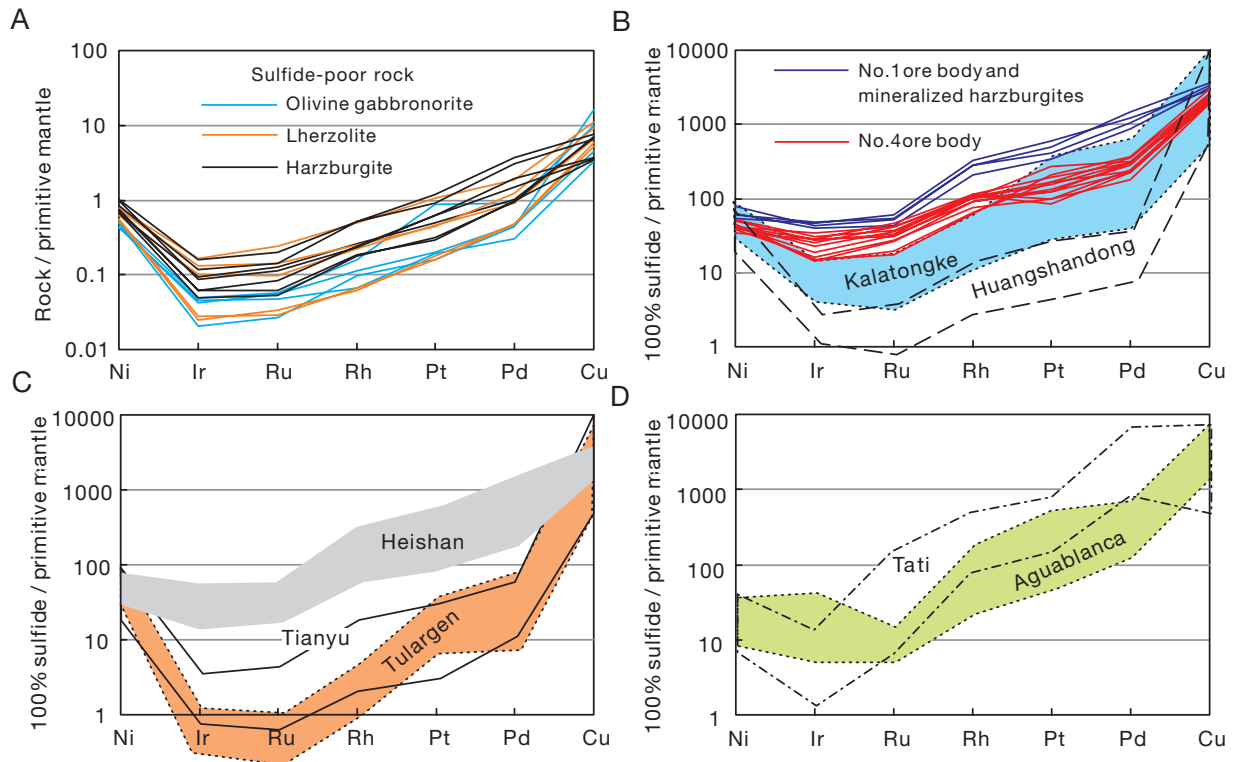 A
Rock / primitive mantle
100
10
1
0.1
0.01
Sulfide-poor rock
Olivine gabbronorite
Lherzolite
Harzburgite
Ni Ir Ru Rh Pt Pd Cu
B
100% sulfide / primitive mantle
10000
1000
100
10
1
No.1 ore body and
mineralized harzburgites
No.4 ore body
Kalatongke
Huangshandong
Ni Ir Ru Rh Pt Pd Cu
C
100% sulfide / primitive mantle
10000
1000
100
10
1
Heishan
Tianyu
Tulargen
Ni Ir Ru Rh Pt Pd Cu
D
100% sulfide / primitive mantle
10000
1000
100
10
1
Tati
Aguablanca
Ni Ir Ru Rh Pt Pd Cu